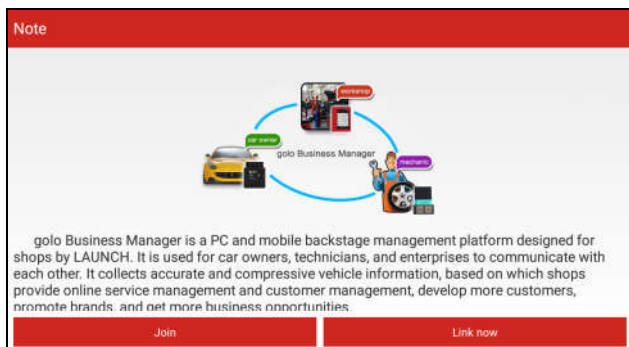 Note
workshop
car owner
golo Business Manager
mechanic
golo Business Manager is a PC and mobile backstage management platform designed for
shops by LAUNCH. It is used for car owners, technicians, and enterprises to communicate with
each other. It collects accurate and compressive vehicle information, based on which shops
provide online service management and customer management, develop more customers,
promote brands, and get more business opportunities.
Join
Link now